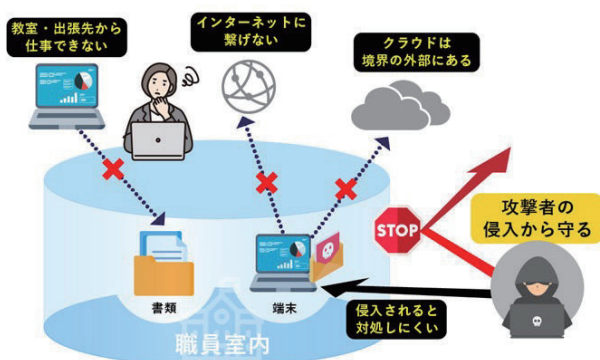 教室・出張先から
仕事できない
インターネットに
繋げない
クラウドは
境界の外部にある
STOP
攻撃者の
侵入から守る
書類
端末
侵入されると
対処しにくい
職員室内